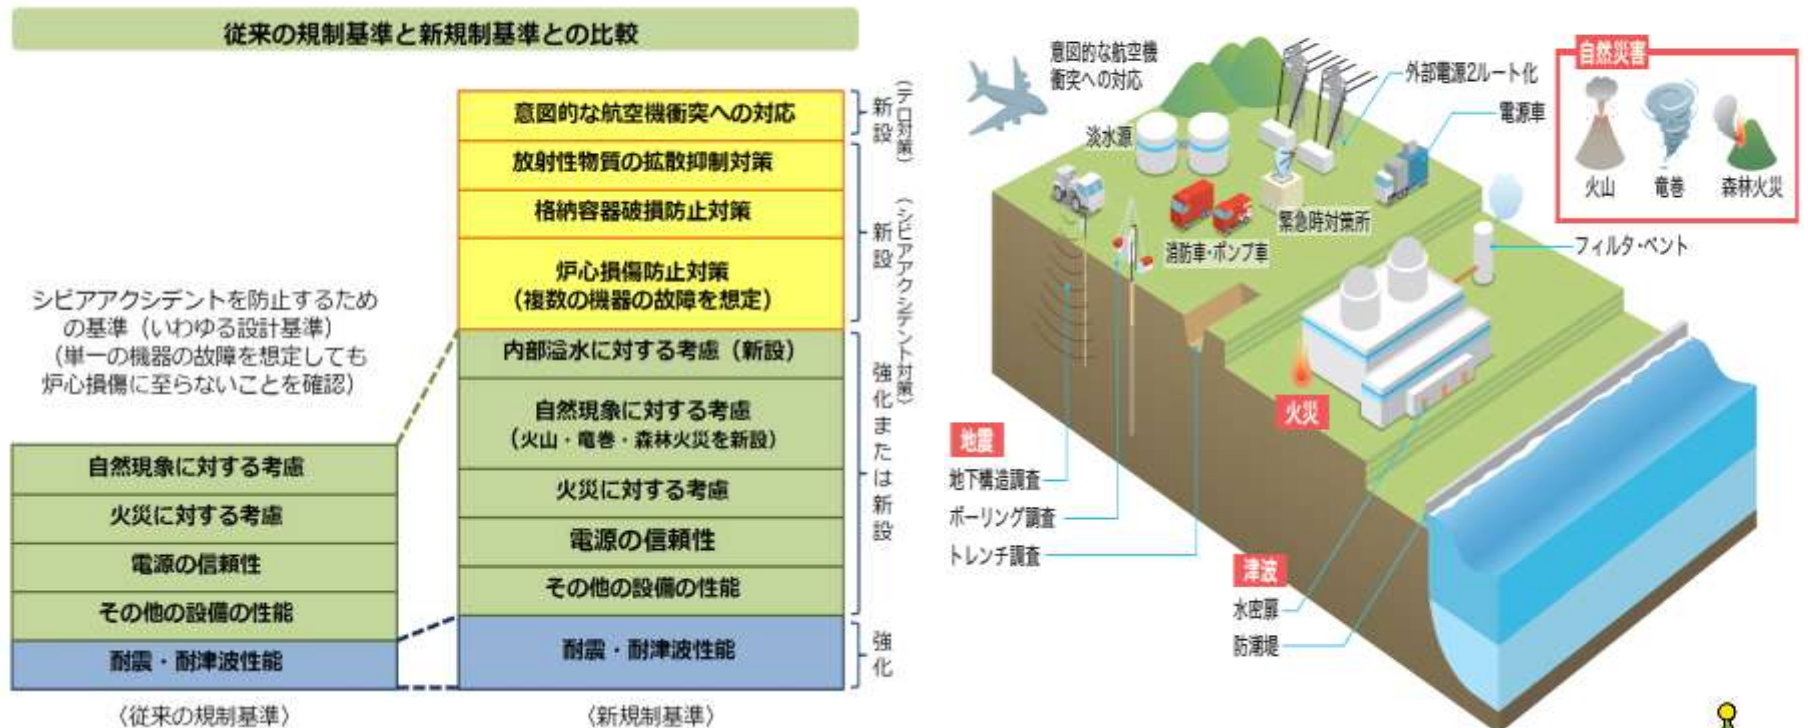 従来の規制基準と新規制基準との比較
シビアアクシデントを防止するため
の基準（いわゆる設計基準）
（単一の機器の故障を想定しても
炉心損傷に至らないことを確認）
自然現象に対する考慮
火災に対する考慮
電源の信頼性
その他の設備の性能
耐震・耐津波性能
〈従来の規制基準〉
意図的な航空機衝突への対応
放射性物質の拡散抑制対策
格納容器破損防止対策
炉心損傷防止対策
（複数の機器の故障を想定）
内部溢水に対する考慮（新設）
自然現象に対する考慮
（火山・竜巻・森林火災を新設）
火災に対する考慮
電源の信頼性
その他の設備の性能
耐震・耐津波性能
〈新規制基準〉
新設
（テロ対策）
新設
（シビアアクシデント対策）
強化または新設
強化
意図的な航空機
衝突への対応
外部電源2ルート化
電源車
淡水源
緊急時対策所
消防車・ポンプ車
自然災害
火山
竜巻
森林火災
フィルタ・ベント
火災
地震
地下構造調査
ボーリング調査
トレンチ調査
津波
水密扉
防潮堤